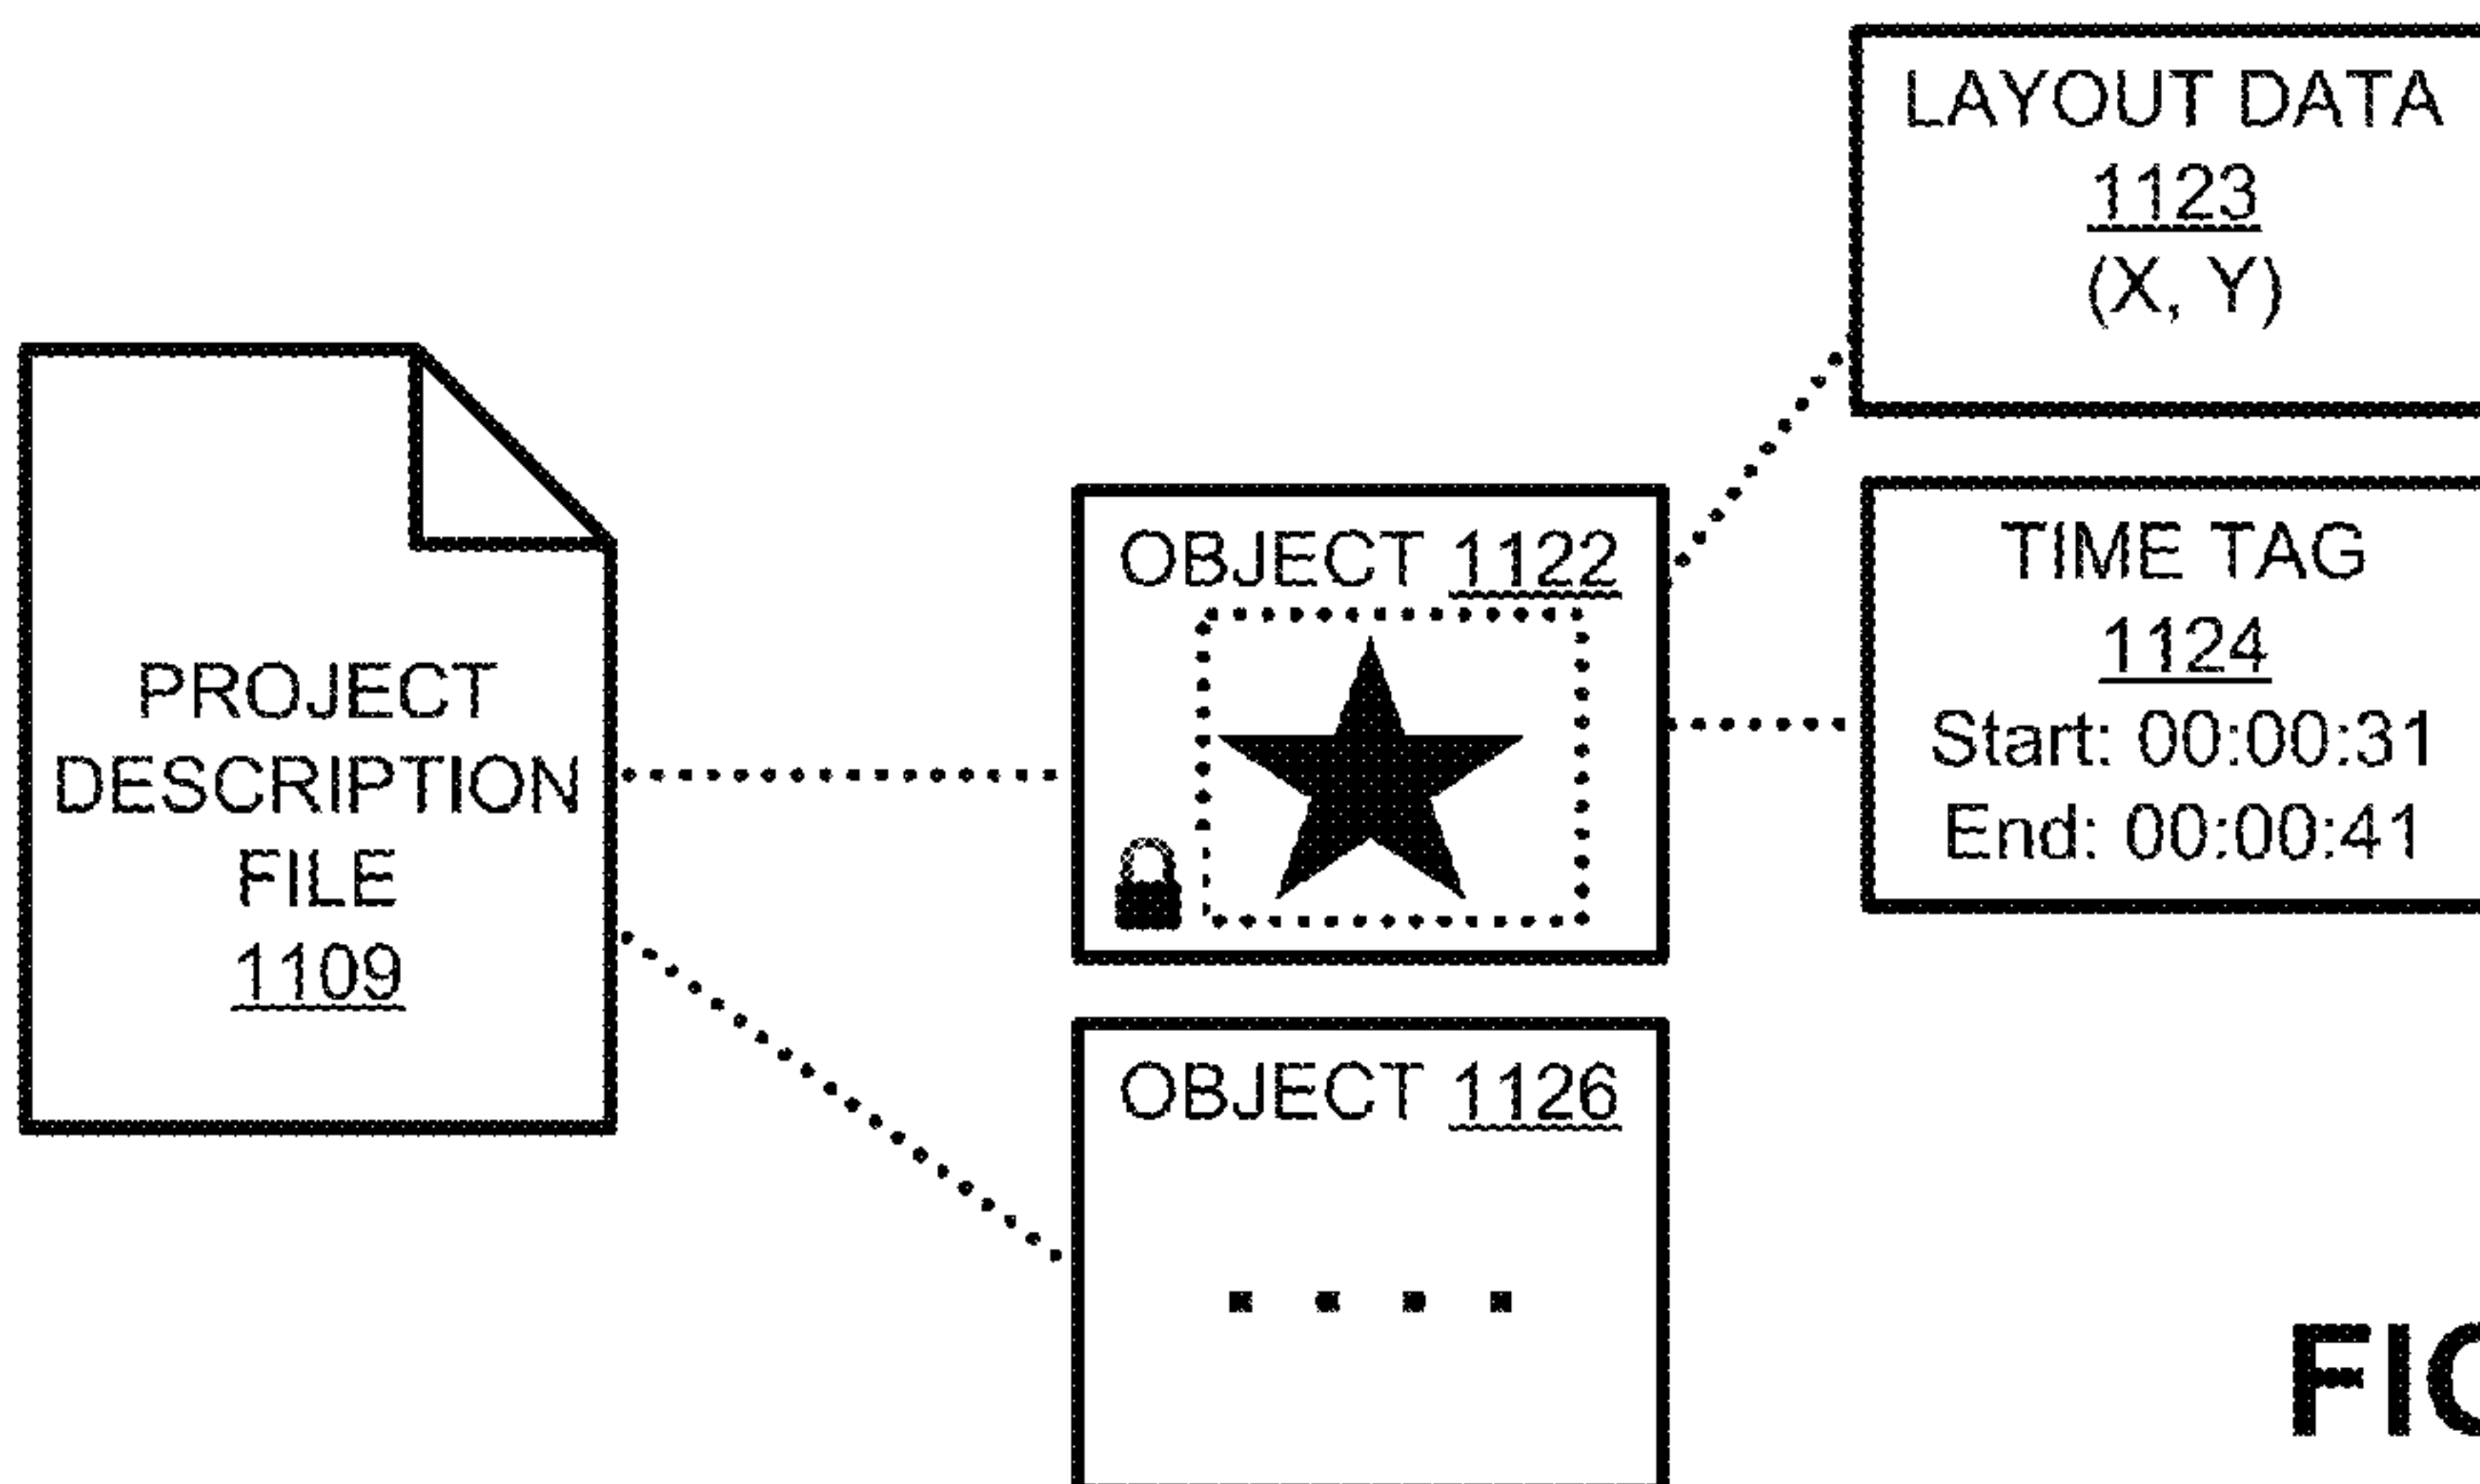 LAYOUT DATA
1123
(X, Y)
PROJECT
DESCRIPTION
FILE
1109
OBJECT 1122
TIME TAG
1124
Start: 00:00:31
End: 00:00:41
OBJECT 1126